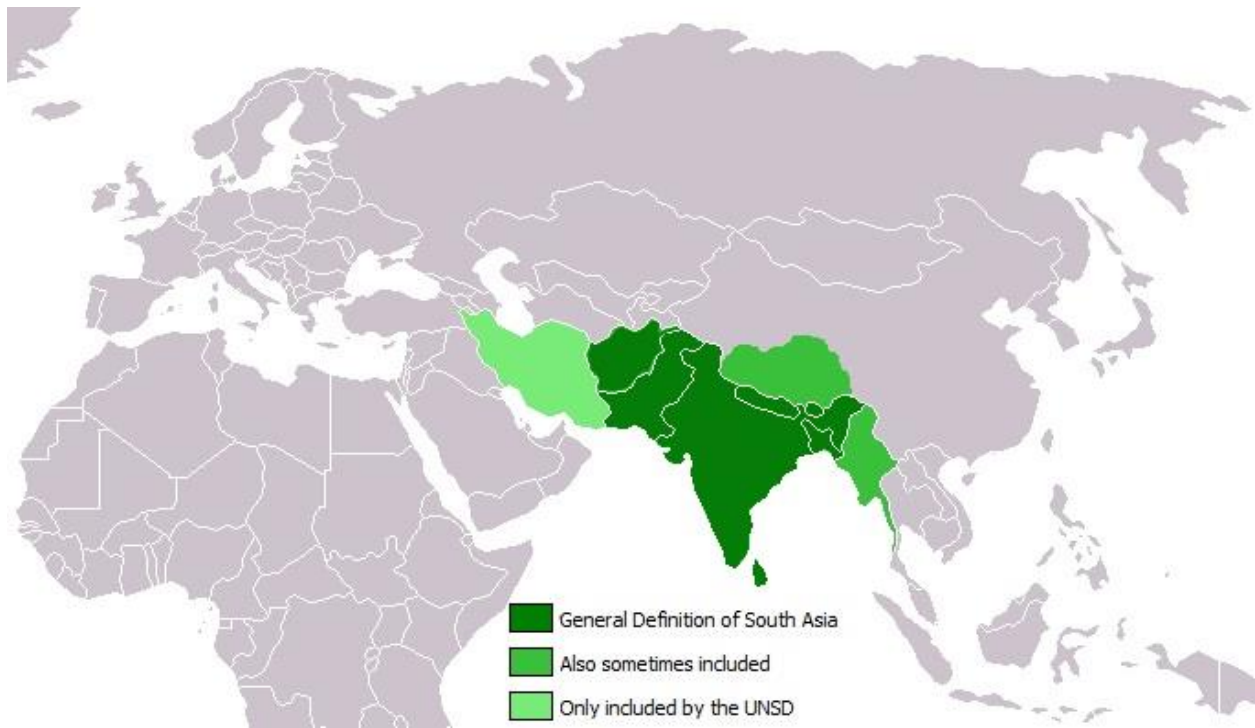 General Definition of South Asia
Also sometimes included
Only included by the UNSD